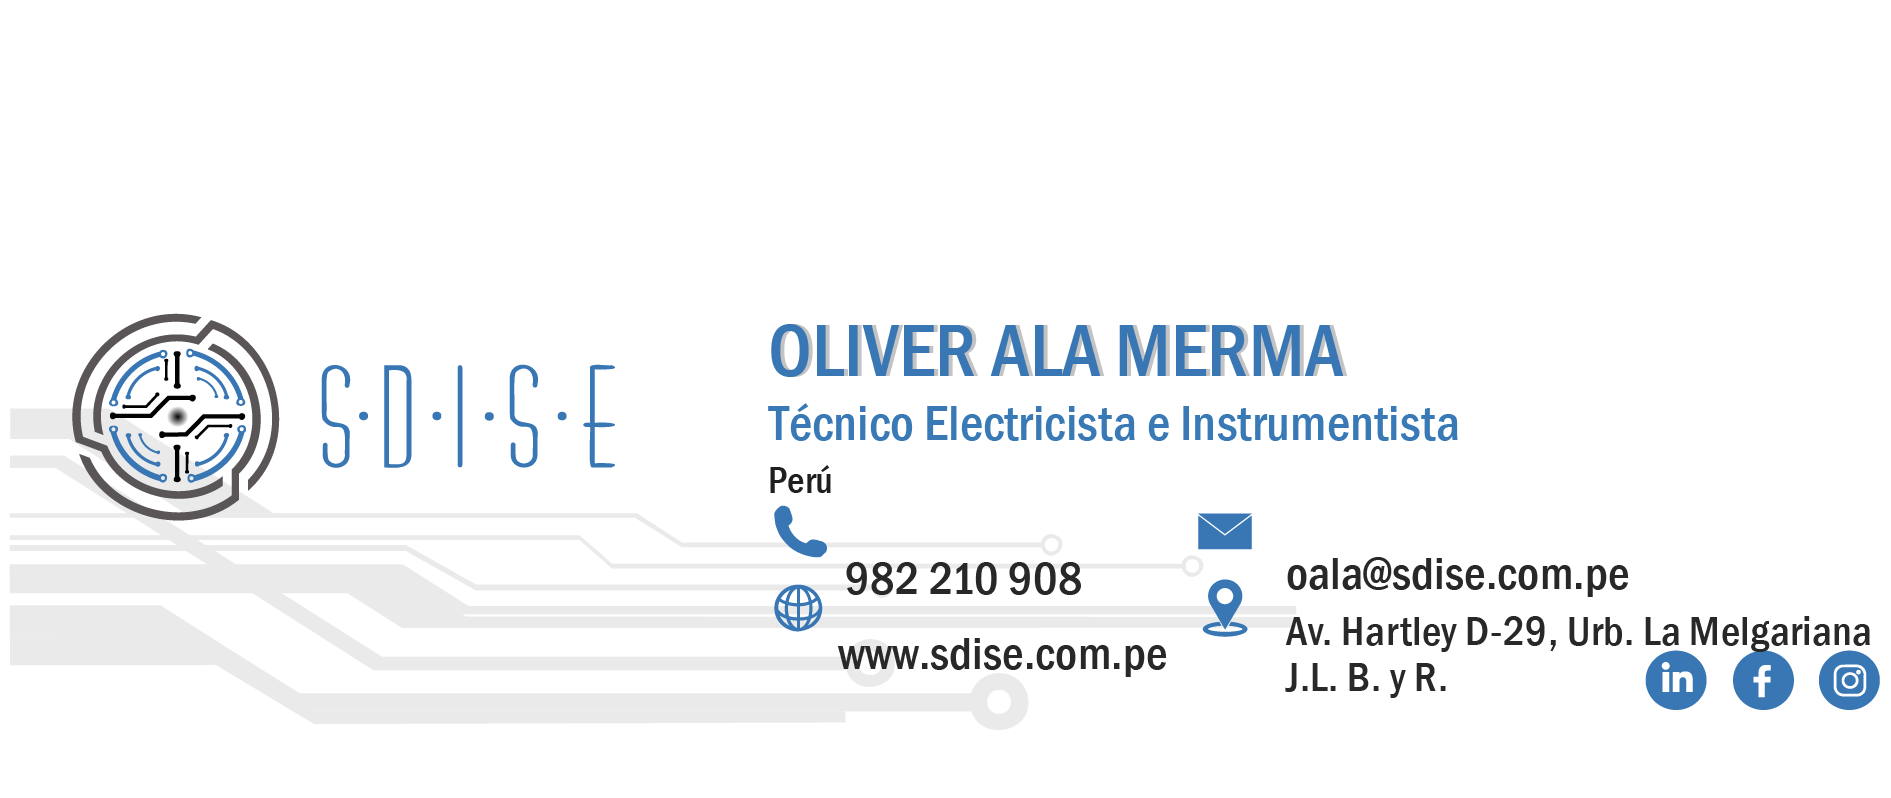 S·D·I·S·E
OLIVER ALA MERMA
Técnico Electricista e Instrumentista
Perú
982 210 908
oala@sdise.com.pe
www.sdise.com.pe
Av. Hartley D-29, Urb. La Melgariana
J.L. B. y R.
in
f